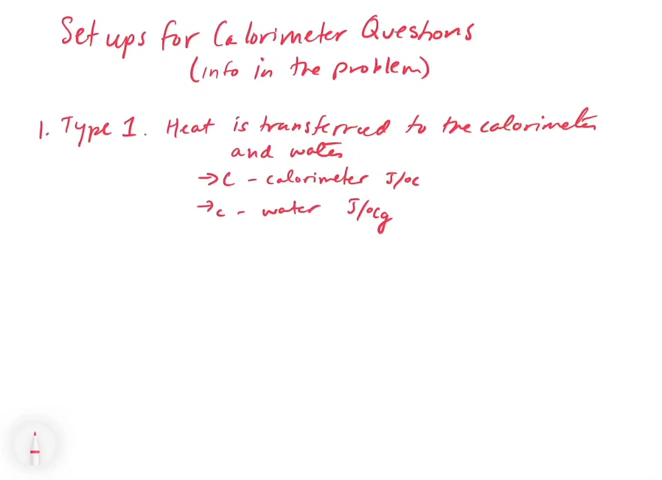 Set ups for Calorimeter Questions
(info in the problem)
1. Type 1. Heat is transferred to the calorimeter
and water
→ C - calorimeter J/°C
→ c - water J/°Cg